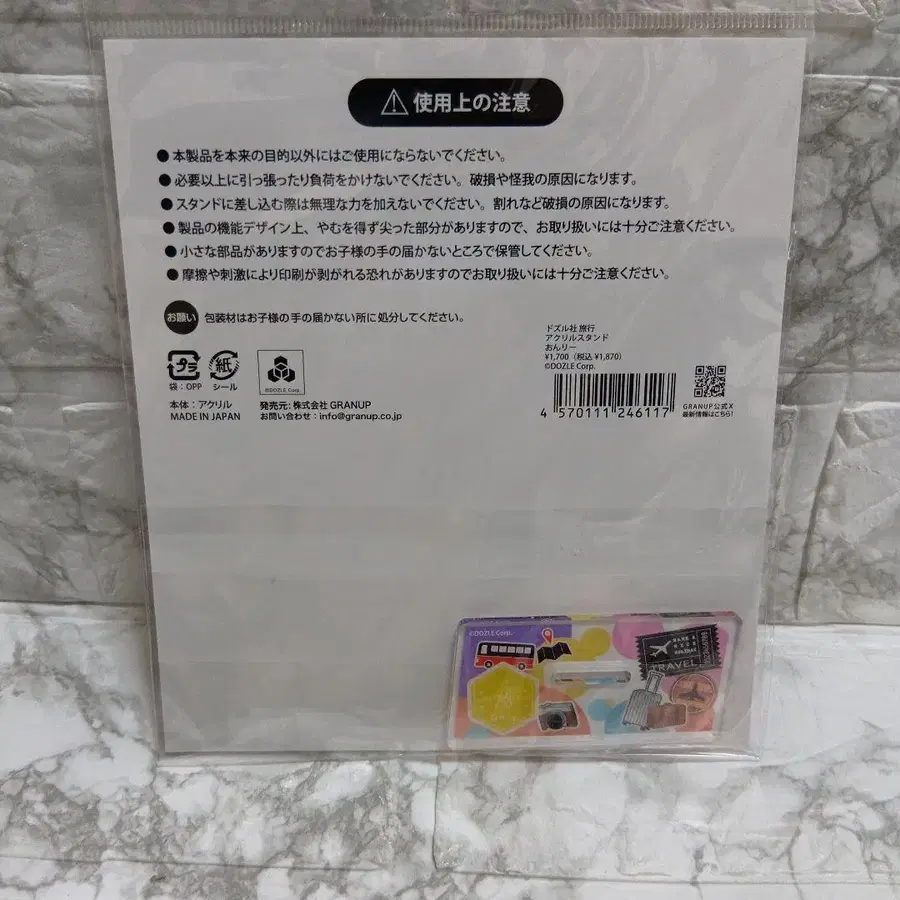 ⚠ 使用上の注意
●本製品を本来の目的以外にはご使用にならないでください。
●必要以上に引っ張ったり負荷をかけないでください。破損や怪我の原因になります。
●スタンドに差し込む際は無理な力を加えないでください。割れなど破損の原因になります。
●製品の機能デザイン上、やむを得ず尖った部分がありますので、お取り扱いには十分ご注意ください。
●小さな部品がありますのでお子様の手の届かないところで保管してください。
●摩擦や刺激により印刷が剥がれる恐れがありますのでお取り扱いには十分ご注意ください。
お願い 包装材はお子様の手の届かない所に処分してください。
プラ
袋:OPP
紙
シール
©DOZLE Corp.
本体:アクリル
MADE IN JAPAN
発売元:株式会社 GRANUP
お問い合わせ:info@granup.co.jp
ドズル社 旅行
アクリルスタンド
おんりー
¥1,700(税込 ¥1,870)
©DOZLE Corp.
4 570111 246117
GRANUP公式X
最新情報はこちら!
©DOZLE Corp.
TRAVEL